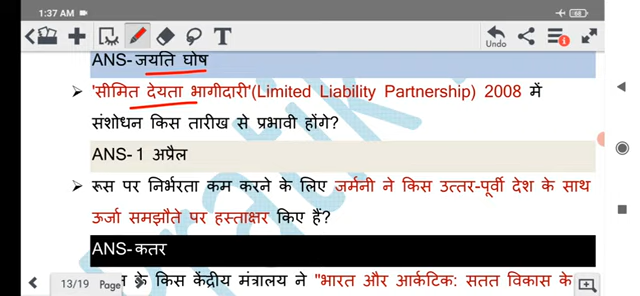 1:37 AM
66
T
Undo
ANS-जयति घोष
'सीमित देयता भागीदारी'(Limited Liability Partnership) 2008 में
संशोधन किस तारीख से प्रभावी होंगे?
ANS-1 अप्रैल
रूस पर निर्भरता कम करने के लिए जर्मनी ने किस उत्तर-पूर्वी देश के साथ
ऊर्जा समझौते पर हस्ताक्षर किए हैं?
ANS-कतर
के किस केंद्रीय मंत्रालय ने "भारत और आर्कटिक: सतत विकास के
13/19 Page